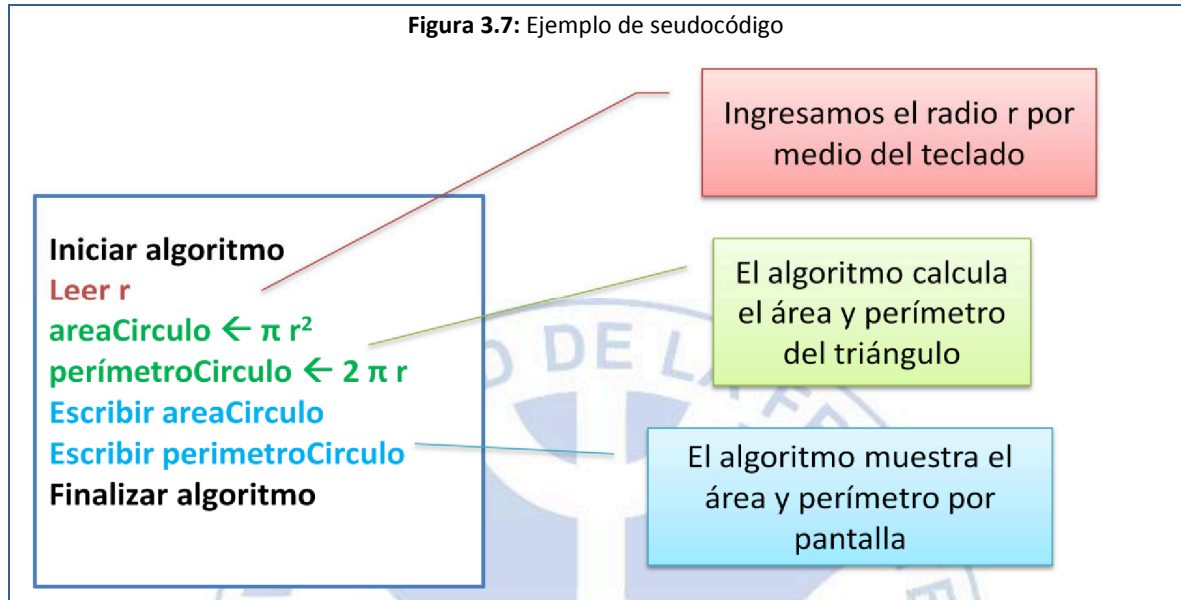 Figura 3.7: Ejemplo de seudocódigo
Ingresamos el radio r por
medio del teclado
Iniciar algoritmo
Leer r
areaCirculo ← π r²
perímetroCirculo ← 2 π r
Escribir areaCirculo
Escribir perimetroCirculo
Finalizar algoritmo
El algoritmo calcula
el área y perímetro
del triángulo
El algoritmo muestra el
área y perímetro por
pantalla
DE